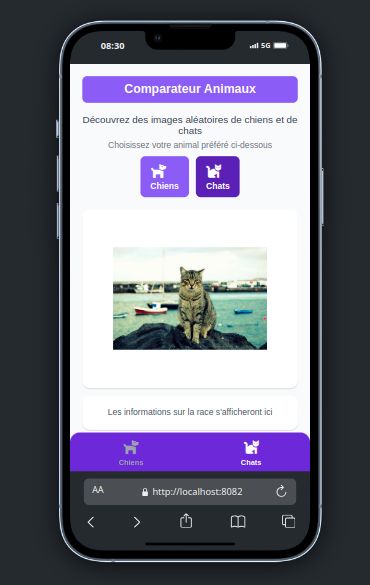 08:30
5G
Comparateur Animaux
Découvrez des images aléatoires de chiens et de
chats
Choisissez votre animal préféré ci-dessous
Chiens Chats
Les informations sur la race s'afficheront ici
Chiens Chats
AA http://localhost:8082